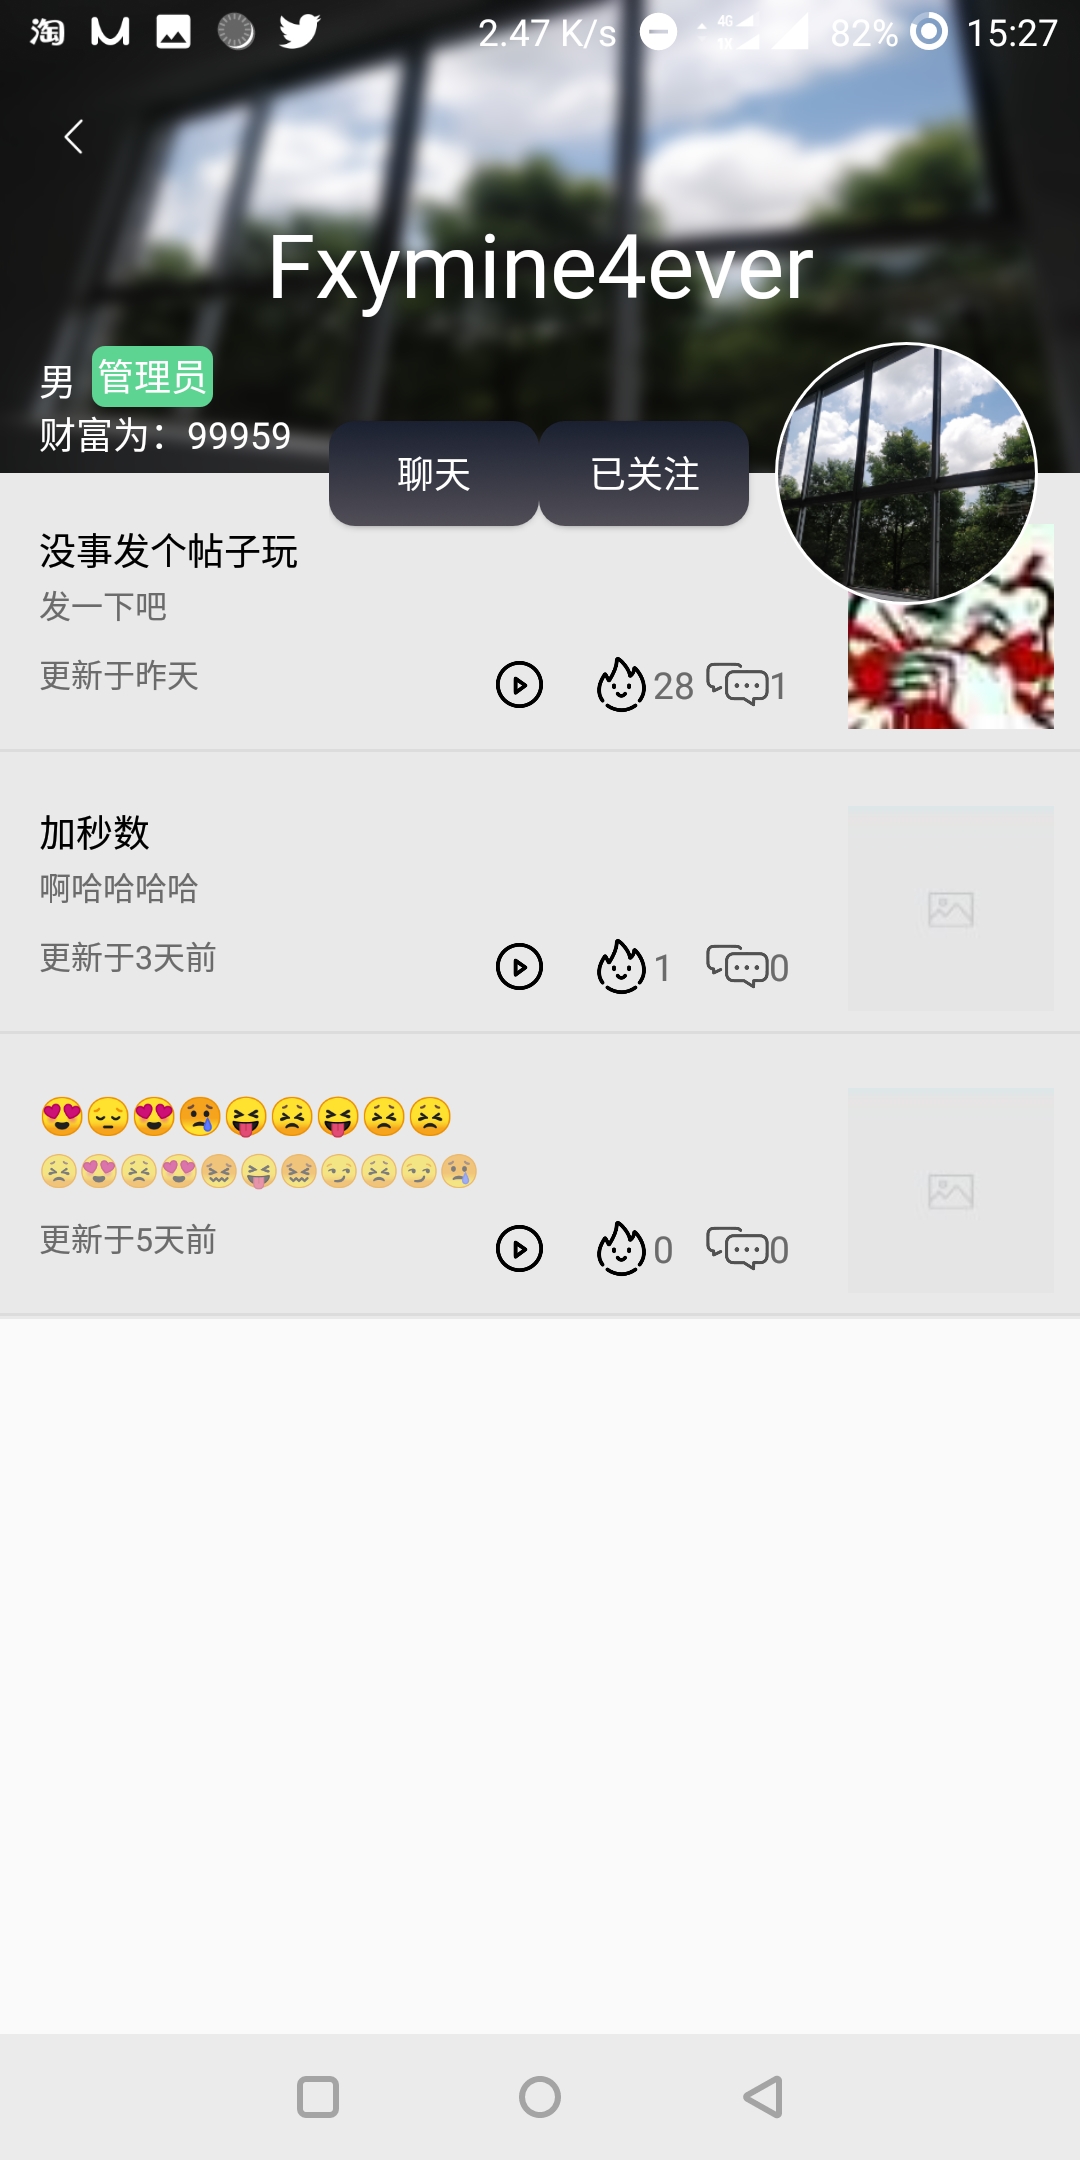 淘 2.47 K/s 4G 1X 82% 15:27
Fxymine4ever
男 管理员
财富为：99959
聊天 已关注
没事发个帖子玩
发一下吧
更新于昨天 28 1
加秒数
啊哈哈哈哈
更新于3天前 1 0
😍😔😍😢😝😣😝😣😣
😣😍😣😍😖😝😖😏😣😏😢
更新于5天前 0 0